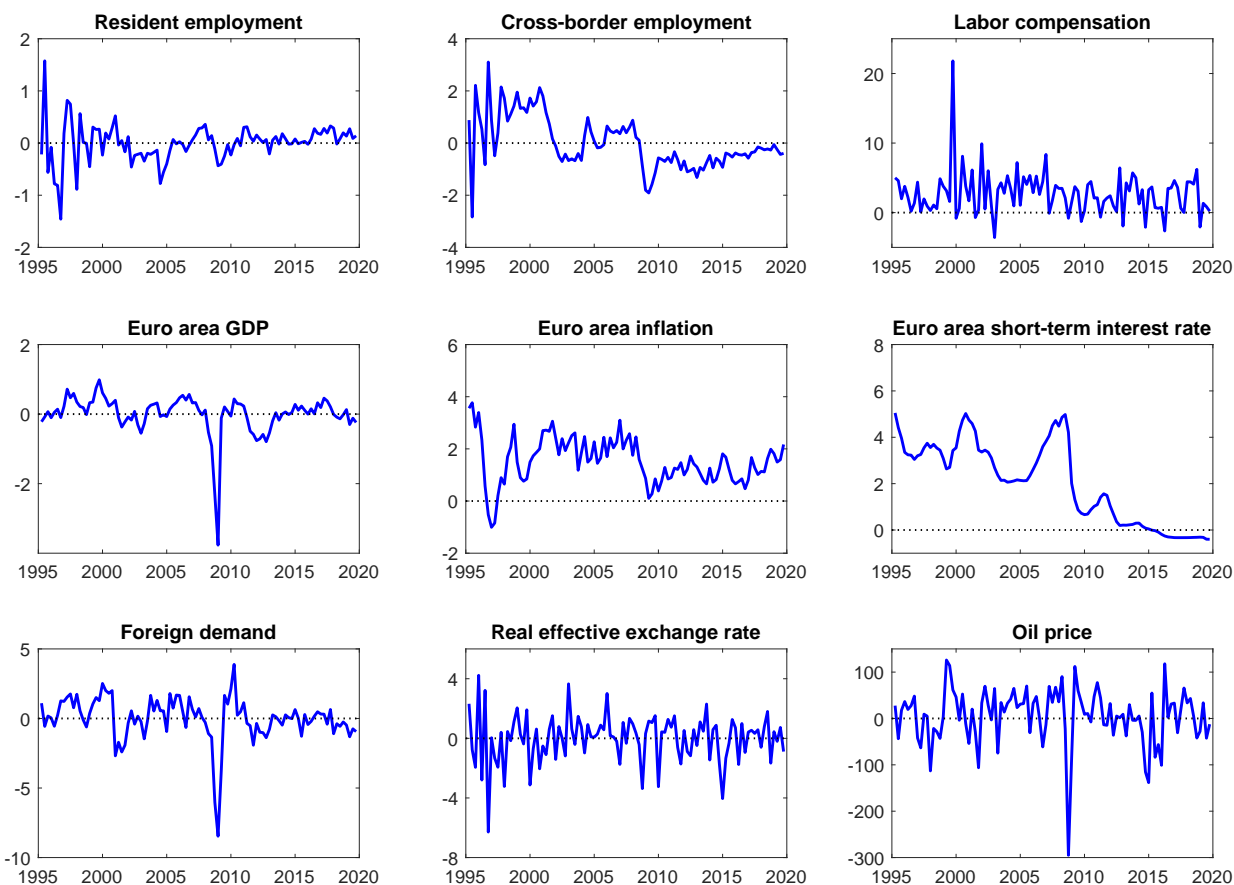 Resident employment
2
1
0
-1
-2
1995 2000 2005 2010 2015 2020
Cross-border employment
4
2
0
-2
-4
1995 2000 2005 2010 2015 2020
Labor compensation
20
10
0
1995 2000 2005 2010 2015 2020
Euro area GDP
2
0
-2
1995 2000 2005 2010 2015 2020
Euro area inflation
6
4
2
0
-2
1995 2000 2005 2010 2015 2020
Euro area short-term interest rate
8
6
4
2
0
1995 2000 2005 2010 2015 2020
Foreign demand
5
0
-5
-10
1995 2000 2005 2010 2015 2020
Real effective exchange rate
4
0
-4
-8
1995 2000 2005 2010 2015 2020
Oil price
100
0
-100
-200
-300
1995 2000 2005 2010 2015 2020